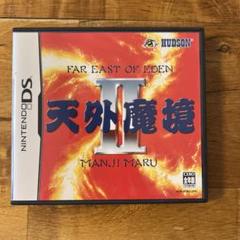 HUDSON
FAR EAST OF EDEN
II
天外魔境
MANJI MARU
NINTENDO DS